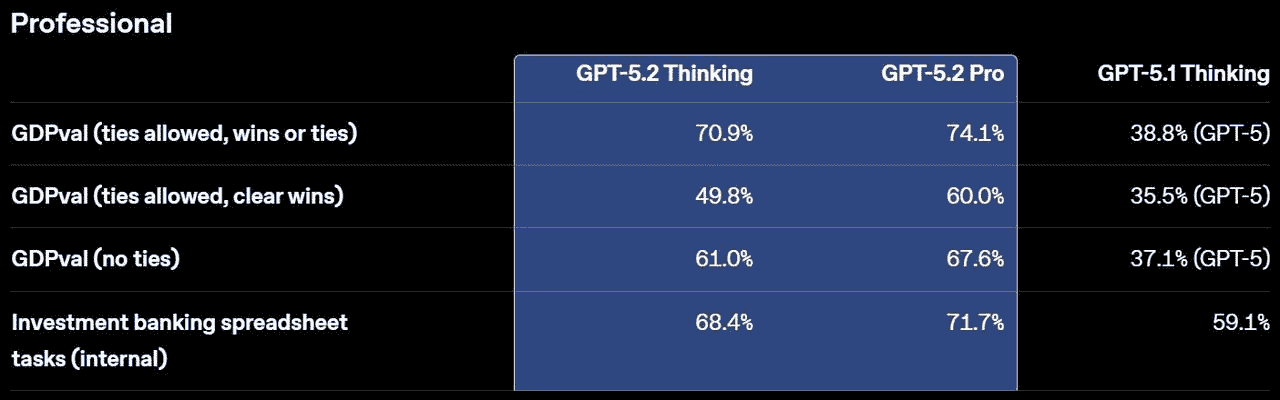 Professional
GPT-5.2 Thinking GPT-5.2 Pro GPT-5.1 Thinking
GDPval (ties allowed, wins or ties) 70.9% 74.1% 38.8% (GPT-5)
GDPval (ties allowed, clear wins) 49.8% 60.0% 35.5% (GPT-5)
GDPval (no ties) 61.0% 67.6% 37.1% (GPT-5)
Investment banking spreadsheet 68.4% 71.7% 59.1%
tasks (internal)